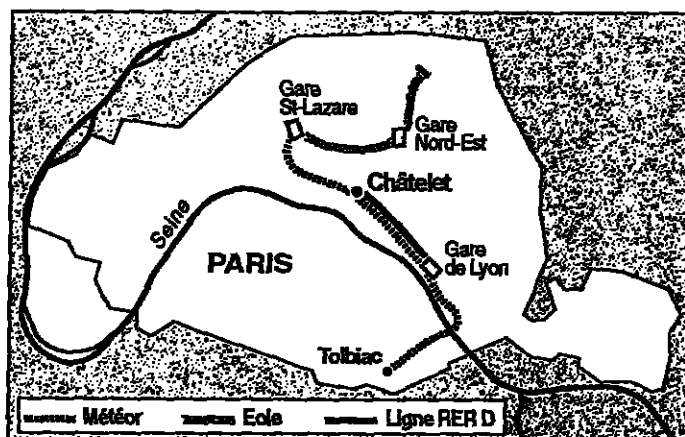 Gare
St-Lazare
Gare
Nord-Est
Châtelet
Seine
PARIS
Gare
de Lyon
Tolbiac
Météor
Eole
Ligne RER D